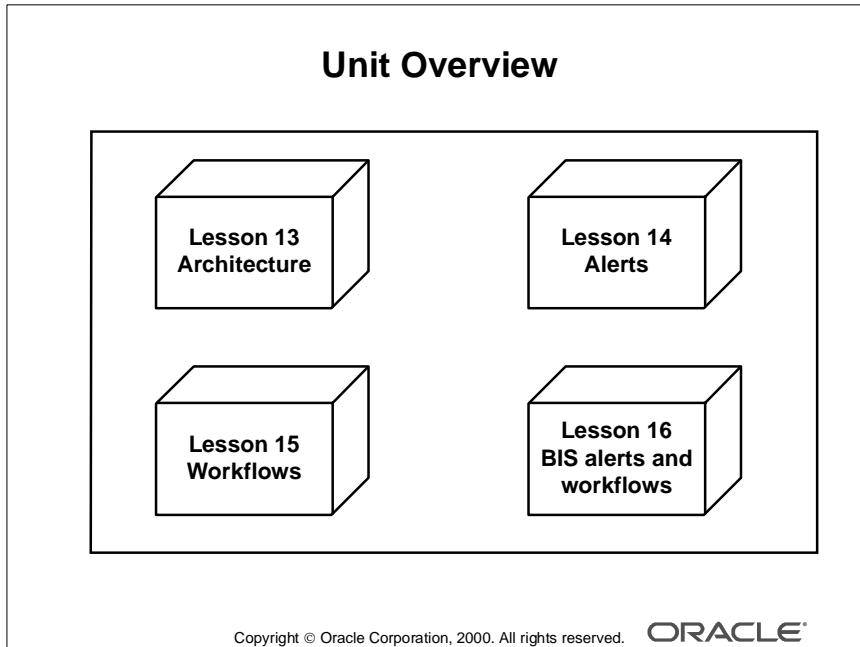 Unit Overview
Lesson 13
Architecture
Lesson 14
Alerts
Lesson 15
Workflows
Lesson 16
BIS alerts and
workflows
Copyright © Oracle Corporation, 2000. All rights reserved.
ORACLE®